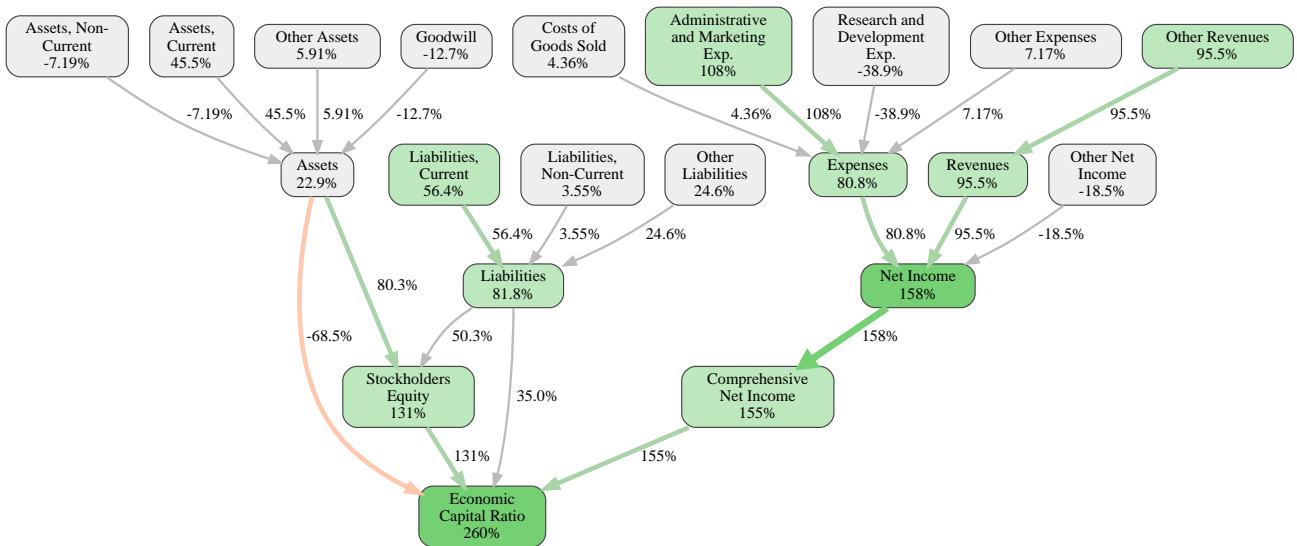 Assets, Non-
Current
-7.19%
Assets,
Current
45.5%
Other Assets
5.91%
Goodwill
-12.7%
Costs of
Goods Sold
4.36%
Administrative
and Marketing
Exp.
108%
Research and
Development
Exp.
-38.9%
Other Expenses
7.17%
Other Revenues
95.5%
-7.19%
45.5%
5.91%
-12.7%
4.36%
108%
-38.9%
7.17%
95.5%
Assets
22.9%
Liabilities,
Current
56.4%
Liabilities,
Non-Current
3.55%
Other
Liabilities
24.6%
Expenses
80.8%
Revenues
95.5%
Other Net
Income
-18.5%
56.4%
3.55%
24.6%
80.8%
95.5%
-18.5%
80.3%
Liabilities
81.8%
Net Income
158%
-68.5%
50.3%
158%
35.0%
Stockholders
Equity
131%
Comprehensive
Net Income
155%
131%
155%
Economic
Capital Ratio
260%